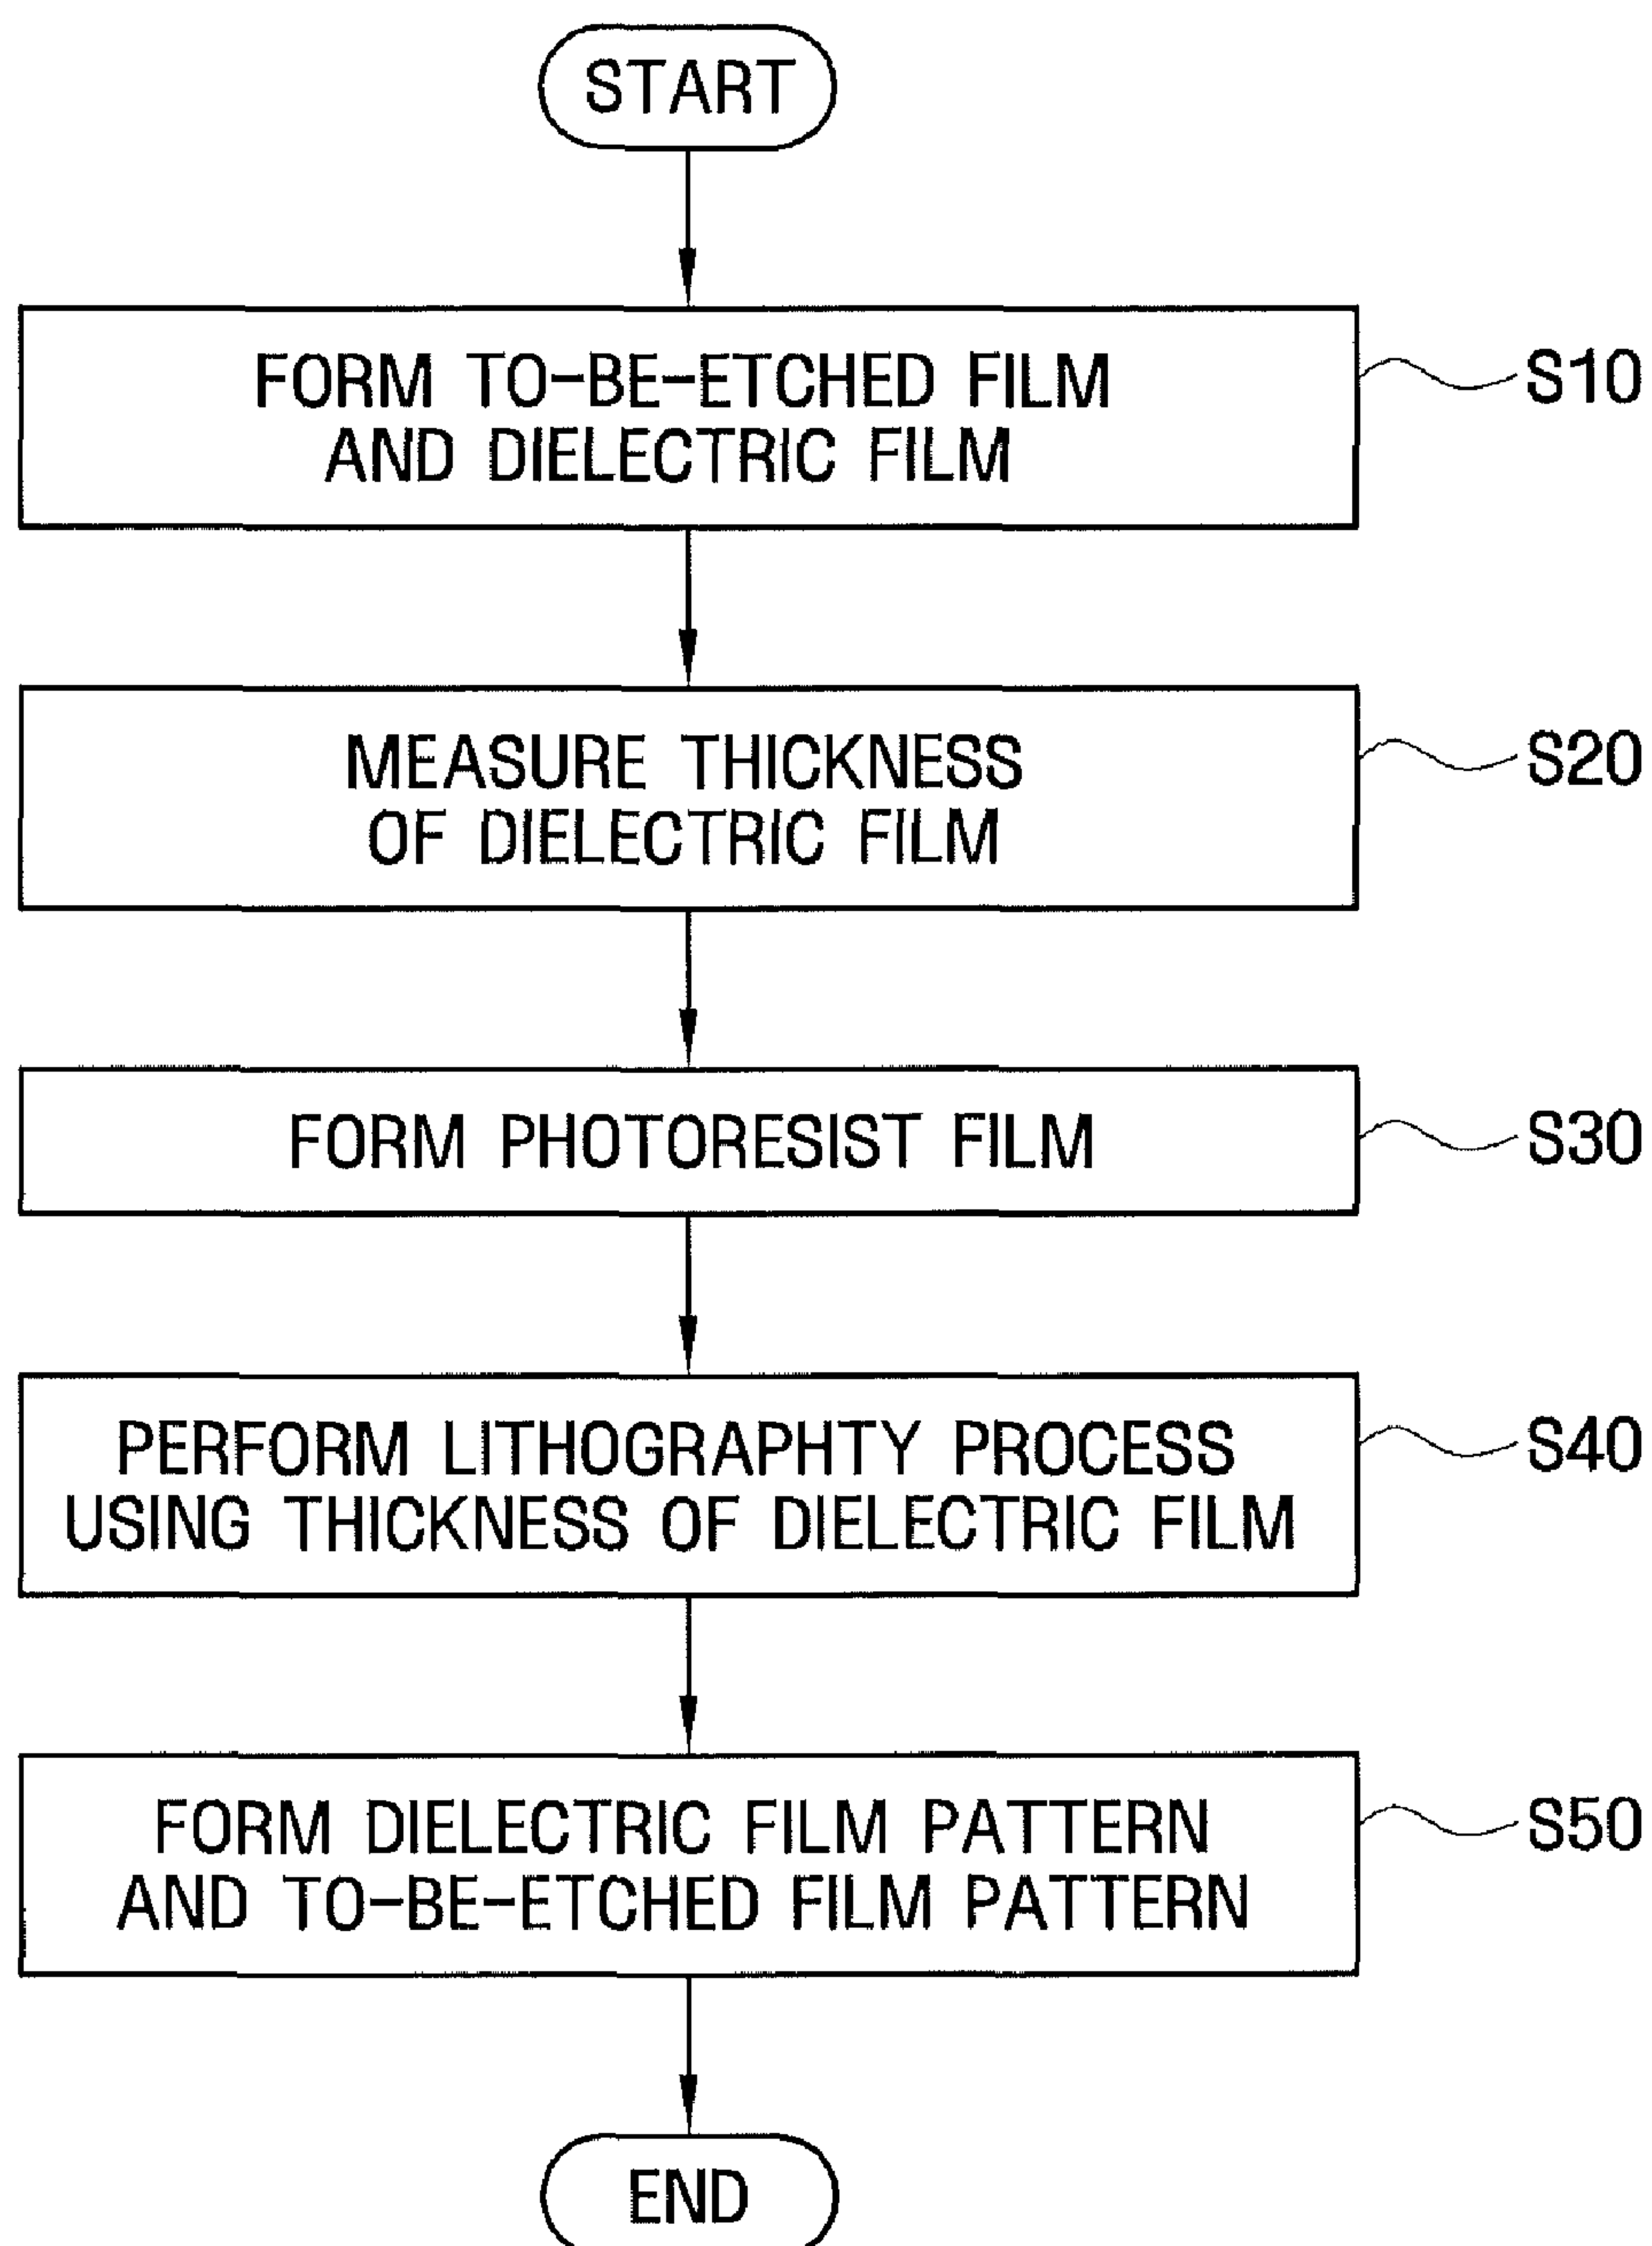 START
FORM TO-BE-ETCHED FILM
AND DIELECTRIC FILM
S10
MEASURE THICKNESS
OF DIELECTRIC FILM
S20
FORM PHOTORESIST FILM
S30
PERFORM LITHOGRAPHTY PROCESS
USING THICKNESS OF DIELECTRIC FILM
S40
FORM DIELECTRIC FILM PATTERN
AND TO-BE-ETCHED FILM PATTERN
S50
END